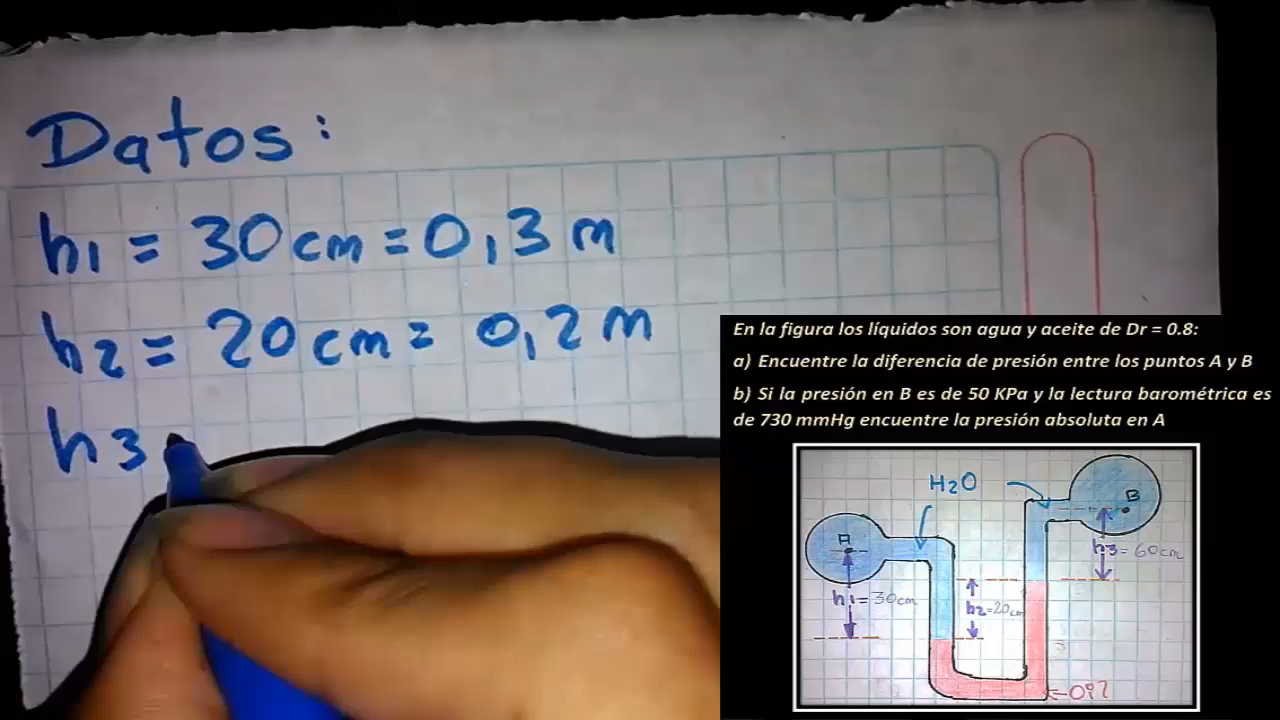 Datos:
h1 = 30 cm = 0,3 m
h2 = 20 cm = 0,2 m
h3
En la figura los líquidos son agua y aceite de Dr = 0.8:
a) Encuentre la diferencia de presión entre los puntos A y B
b) Si la presión en B es de 50 KPa y la lectura barométrica es
de 730 mmHg encuentre la presión absoluta en A
H2O
B
A
h3 = 60cm
h1 = 30cm
h2 = 20cm